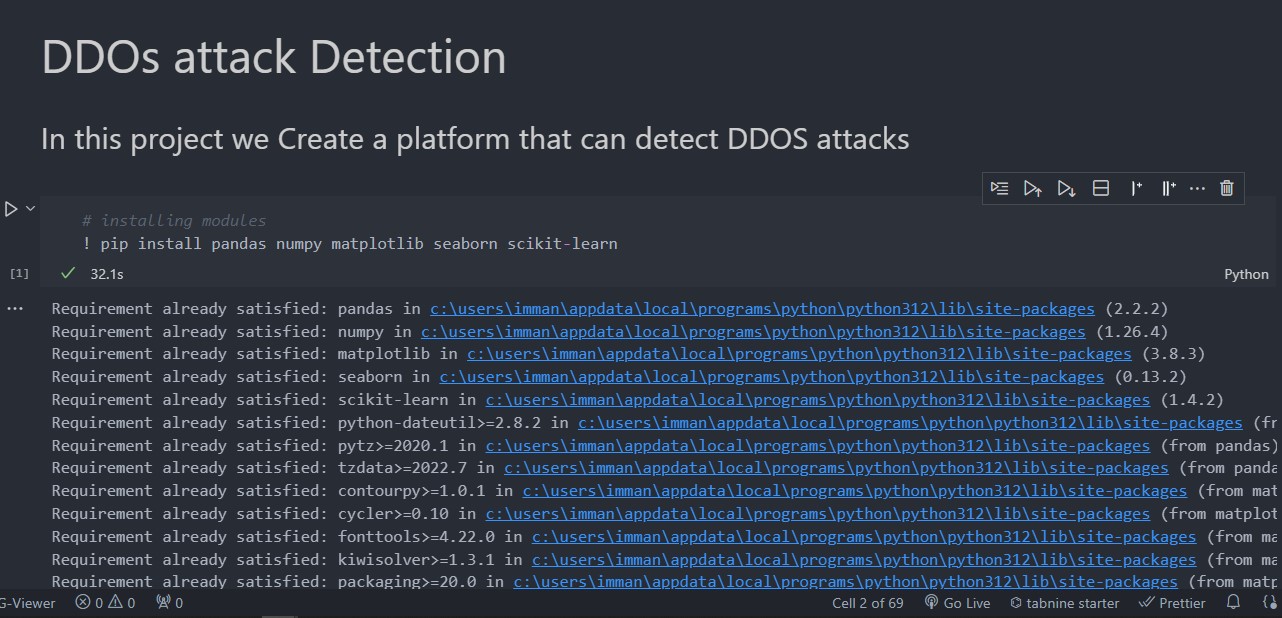 DDOs attack Detection
In this project we Create a platform that can detect DDOS attacks
# installing modules
! pip install pandas numpy matplotlib seaborn scikit-learn
[1] 32.1s Python
Requirement already satisfied: pandas in c:\users\imman\appdata\local\programs\python\python312\lib\site-packages (2.2.2)
Requirement already satisfied: numpy in c:\users\imman\appdata\local\programs\python\python312\lib\site-packages (1.26.4)
Requirement already satisfied: matplotlib in c:\users\imman\appdata\local\programs\python\python312\lib\site-packages (3.8.3)
Requirement already satisfied: seaborn in c:\users\imman\appdata\local\programs\python\python312\lib\site-packages (0.13.2)
Requirement already satisfied: scikit-learn in c:\users\imman\appdata\local\programs\python\python312\lib\site-packages (1.4.2)
Requirement already satisfied: python-dateutil>=2.8.2 in c:\users\imman\appdata\local\programs\python\python312\lib\site-packages (fr
Requirement already satisfied: pytz>=2020.1 in c:\users\imman\appdata\local\programs\python\python312\lib\site-packages (from pandas)
Requirement already satisfied: tzdata>=2022.7 in c:\users\imman\appdata\local\programs\python\python312\lib\site-packages (from panda
Requirement already satisfied: contourpy>=1.0.1 in c:\users\imman\appdata\local\programs\python\python312\lib\site-packages (from mat
Requirement already satisfied: cycler>=0.10 in c:\users\imman\appdata\local\programs\python\python312\lib\site-packages (from matplot
Requirement already satisfied: fonttools>=4.22.0 in c:\users\imman\appdata\local\programs\python\python312\lib\site-packages (from ma
Requirement already satisfied: kiwisolver>=1.3.1 in c:\users\imman\appdata\local\programs\python\python312\lib\site-packages (from ma
Requirement already satisfied: packaging>=20.0 in c:\users\imman\appdata\local\programs\python\python312\lib\site-packages (from matp
G-Viewer 0 0 0 Cell 2 of 69 Go Live tabnine starter Prettier